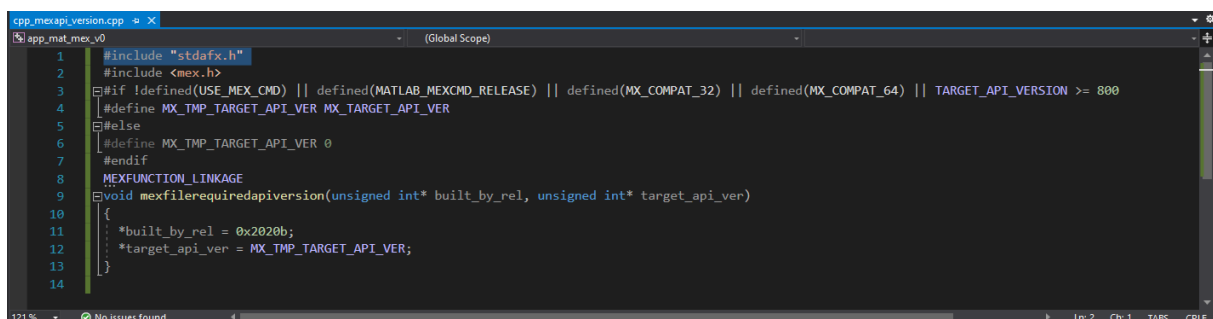 cpp_mexapi_version.cpp
app_mat_mex_v0 (Global Scope)
1 #include "stdafx.h"
2 #include <mex.h>
3 #if !defined(USE_MEX_CMD) || defined(MATLAB_MEXCMD_RELEASE) || defined(MX_COMPAT_32) || defined(MX_COMPAT_64) || TARGET_API_VERSION >= 800
4 #define MX_TMP_TARGET_API_VER MX_TARGET_API_VER
5 #else
6 #define MX_TMP_TARGET_API_VER 0
7 #endif
8 MEXFUNCTION_LINKAGE
9 void mexfilerequiredapiversion(unsigned int* built_by_rel, unsigned int* target_api_ver)
10 {
11 *built_by_rel = 0x2020b;
12 *target_api_ver = MX_TMP_TARGET_API_VER;
13 }
14
121 % No issues found Ln: 2 Ch: 1 TABS CRLF